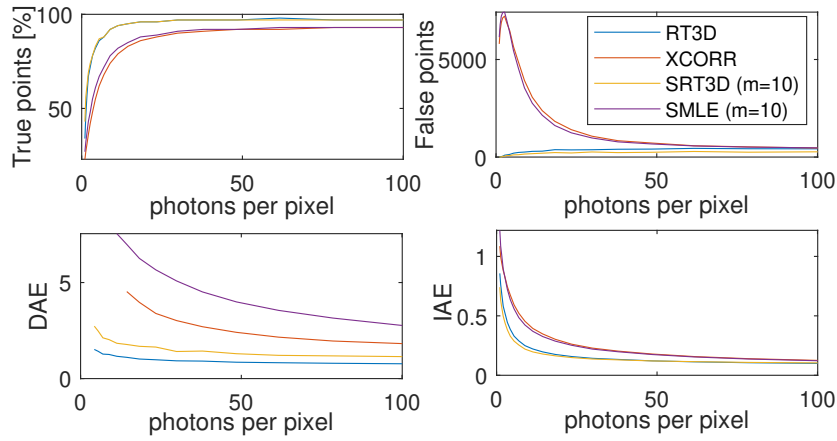 True points [%]
100
50
0
50
100
photons per pixel
False points
5000
0
0
50
100
photons per pixel
RT3D
XCORR
SRT3D (m=10)
SMLE (m=10)
DAE
5
0
0
50
100
photons per pixel
IAE
1
0.5
0
0
50
100
photons per pixel